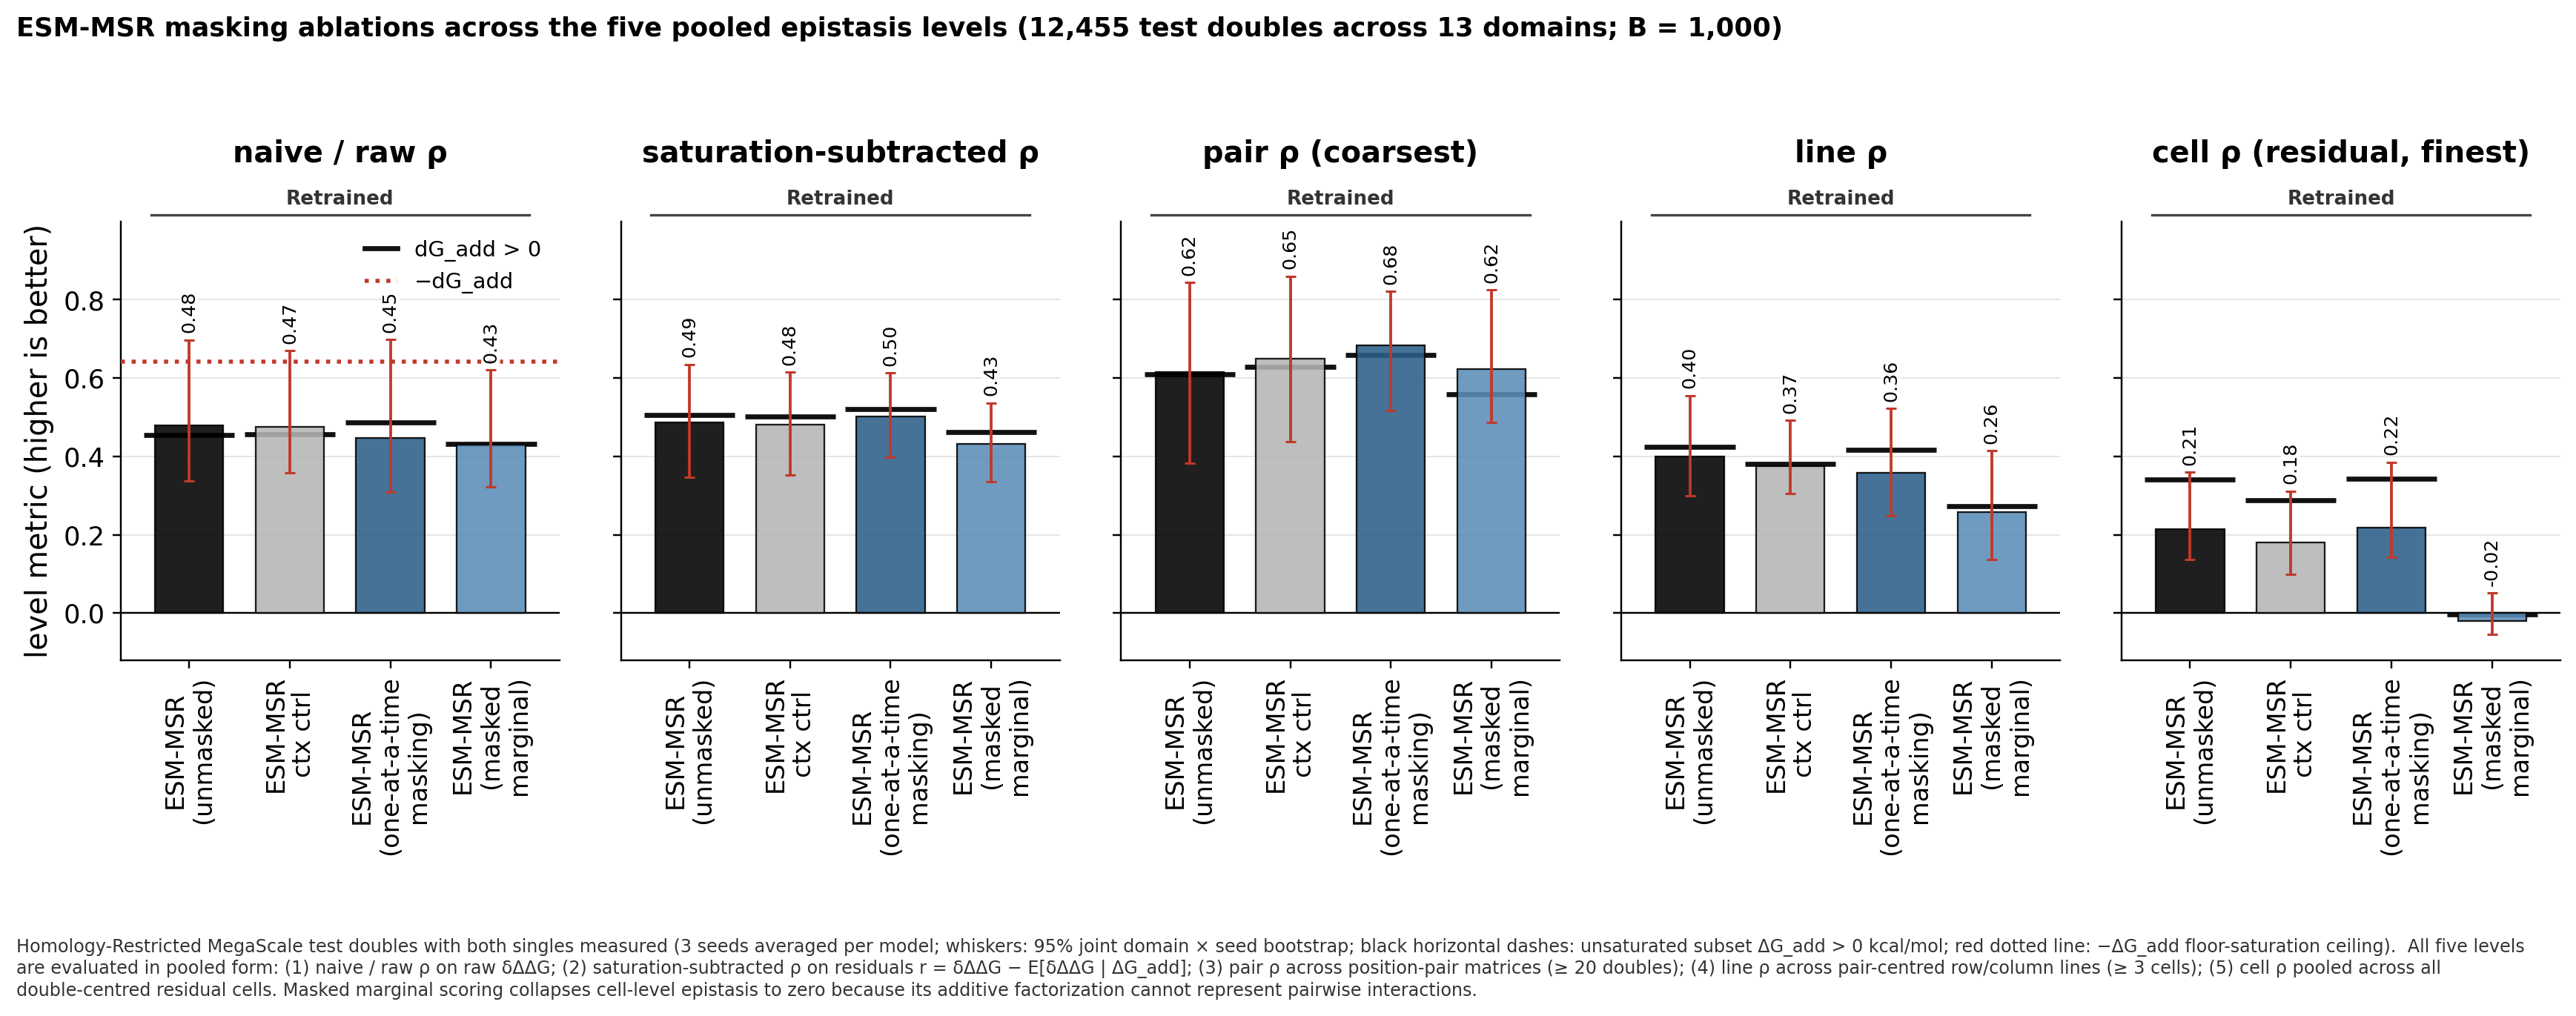 ESM-MSR masking ablations across the five pooled epistasis levels (12,455 test doubles across 13 domains; B = 1,000)
naive / raw ρ
saturation-subtracted ρ
pair ρ (coarsest)
line ρ
cell ρ (residual, finest)
Retrained
Retrained
Retrained
Retrained
Retrained
level metric (higher is better)
0.8
0.6
0.4
0.2
0.0
dG_add > 0
−dG_add
0.48
0.47
0.45
0.43
0.49
0.48
0.50
0.43
0.62
0.65
0.68
0.62
0.40
0.37
0.36
0.26
0.21
0.18
0.22
-0.02
ESM-MSR
(unmasked)
ESM-MSR
ctx ctrl
ESM-MSR
(one-at-a-time
masking)
ESM-MSR
(masked
marginal)
ESM-MSR
(unmasked)
ESM-MSR
ctx ctrl
ESM-MSR
(one-at-a-time
masking)
ESM-MSR
(masked
marginal)
ESM-MSR
(unmasked)
ESM-MSR
ctx ctrl
ESM-MSR
(one-at-a-time
masking)
ESM-MSR
(masked
marginal)
ESM-MSR
(unmasked)
ESM-MSR
ctx ctrl
ESM-MSR
(one-at-a-time
masking)
ESM-MSR
(masked
marginal)
ESM-MSR
(unmasked)
ESM-MSR
ctx ctrl
ESM-MSR
(one-at-a-time
masking)
ESM-MSR
(masked
marginal)
Homology-Restricted MegaScale test doubles with both singles measured (3 seeds averaged per model; whiskers: 95% joint domain × seed bootstrap; black horizontal dashes: unsaturated subset ΔG_add > 0 kcal/mol; red dotted line: −ΔG_add floor-saturation ceiling).  All five levels
are evaluated in pooled form: (1) naive / raw ρ on raw δΔΔG; (2) saturation-subtracted ρ on residuals r = δΔΔG − E[δΔΔG | ΔG_add]; (3) pair ρ across position-pair matrices (≥ 20 doubles); (4) line ρ across pair-centred row/column lines (≥ 3 cells); (5) cell ρ pooled across all
double-centred residual cells. Masked marginal scoring collapses cell-level epistasis to zero because its additive factorization cannot represent pairwise interactions.